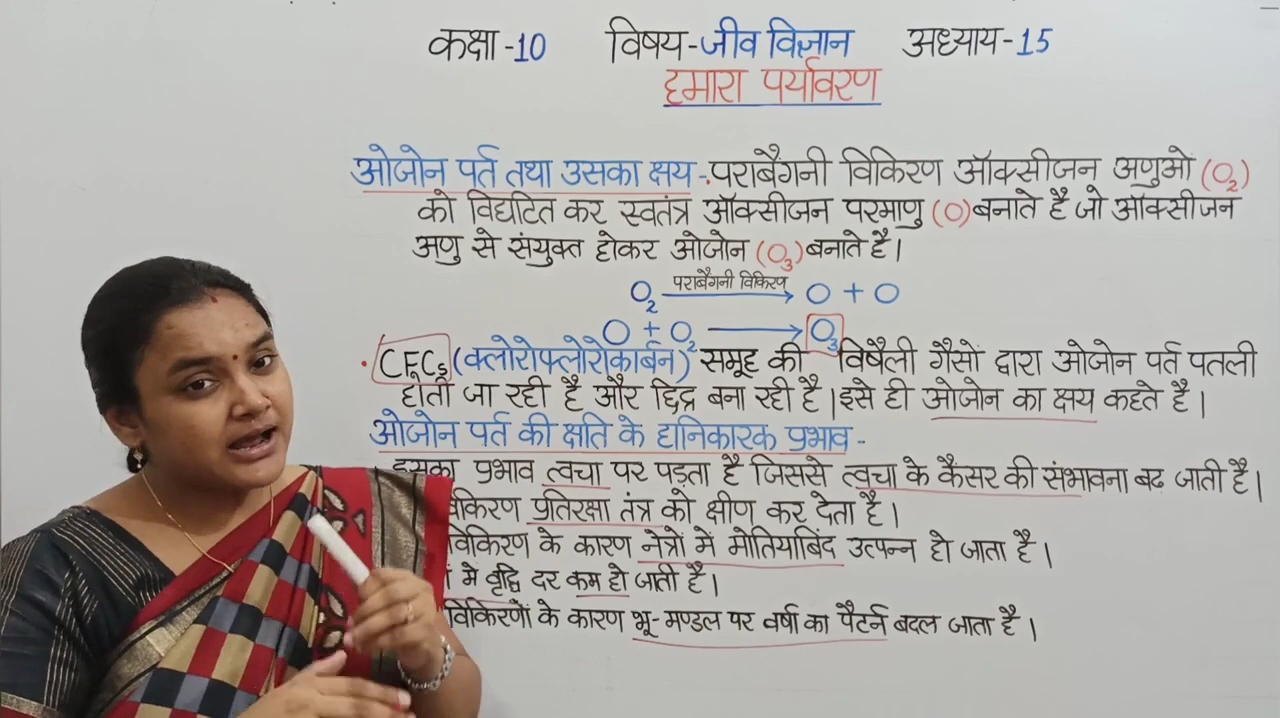 कक्षा -10 विषय-जीव विज्ञान अध्याय-15
हमारा पर्यावरण
ओजोन पर्त तथा उसका क्षय-पराबैंगनी विकिरण ऑक्सीजन अणुओ (O₂)
को विघटित कर स्वतंत्र ऑक्सीजन परमाणु (O) बनाते है जो ऑक्सीजन
अणु से संयुक्त होकर ओजोन (O₃) बनाते है।
पराबैंगनी विकिरण
O₂ ⟶ O + O
O + O₂ ⟶ O₃
• CFCs (क्लोरोफ्लोरोकार्बन) समूह की विषैली गैसों द्वारा ओजोन पर्त पतली
होती जा रही है और छिद्र बना रही है। इसे ही ओजोन का क्षय कहते है।
ओजोन पर्त की क्षति के हानिकारक प्रभाव-
इसका प्रभाव त्वचा पर पड़ता है जिससे त्वचा के कैंसर की संभावना बढ़ जाती है।
विकिरण प्रतिरक्षा तंत्र को क्षीण कर देता है।
विकिरण के कारण नेत्रों में मोतियाबिंद उत्पन्न हो जाता है।
में वृद्धि दर कम हो जाती है।
विकिरणों के कारण भू-मण्डल पर वर्षा का पैटर्न बदल जाता है।